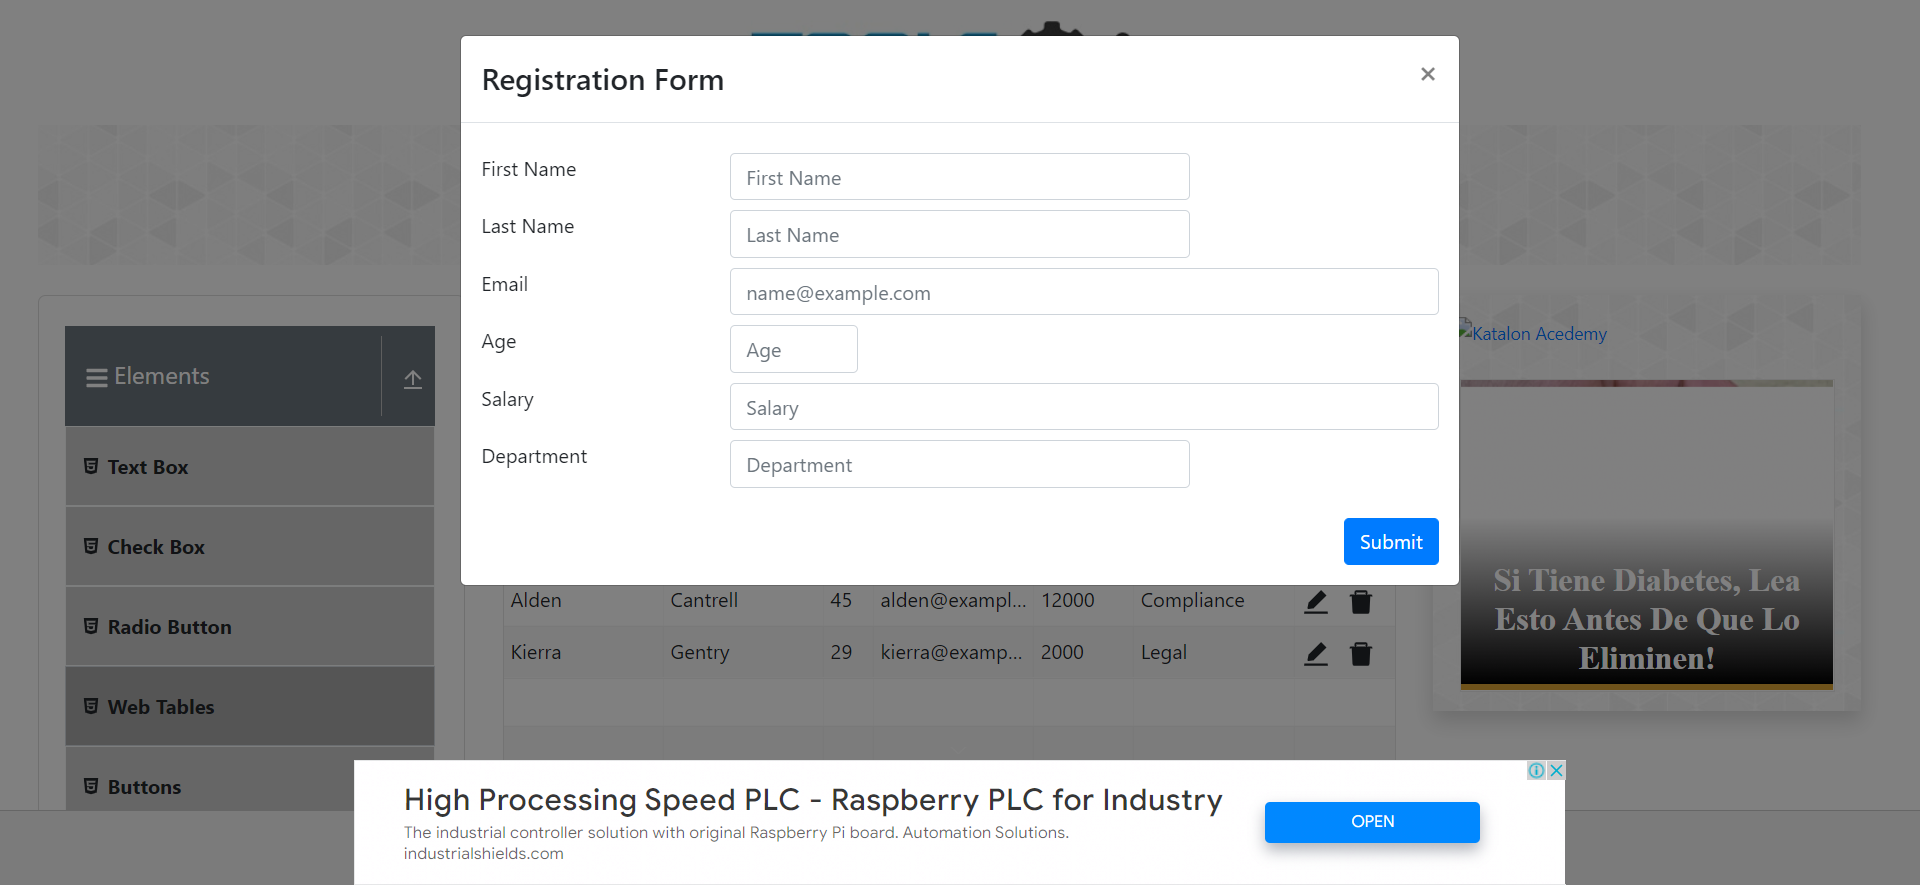 Registration Form
×
First Name
First Name
Last Name
Last Name
Email
name@example.com
Age
Age
Salary
Salary
Department
Department
Submit
Elements
Text Box
Check Box
Radio Button
Web Tables
Buttons
Alden Cantrell 45 alden@exampl... 12000 Compliance
Kierra Gentry 29 kierra@examp... 2000 Legal
Katalon Acedemy
Si Tiene Diabetes, Lea
Esto Antes De Que Lo
Eliminen!
High Processing Speed PLC - Raspberry PLC for Industry
The industrial controller solution with original Raspberry Pi board. Automation Solutions.
industrialshields.com
OPEN